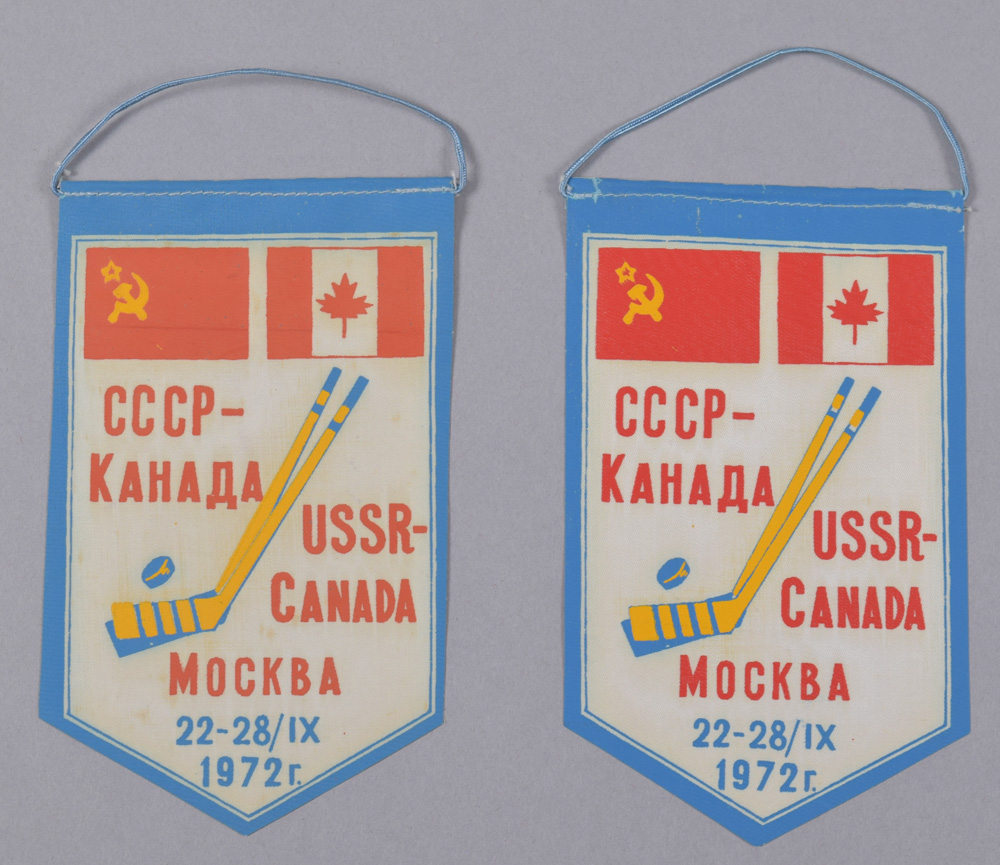 СССР-
КАНАДА
USSR-
CANADA
МОСКВА
22-28/IX
1972г.
СССР-
КАНАДА
USSR-
CANADA
МОСКВА
22-28/IX
1972г.